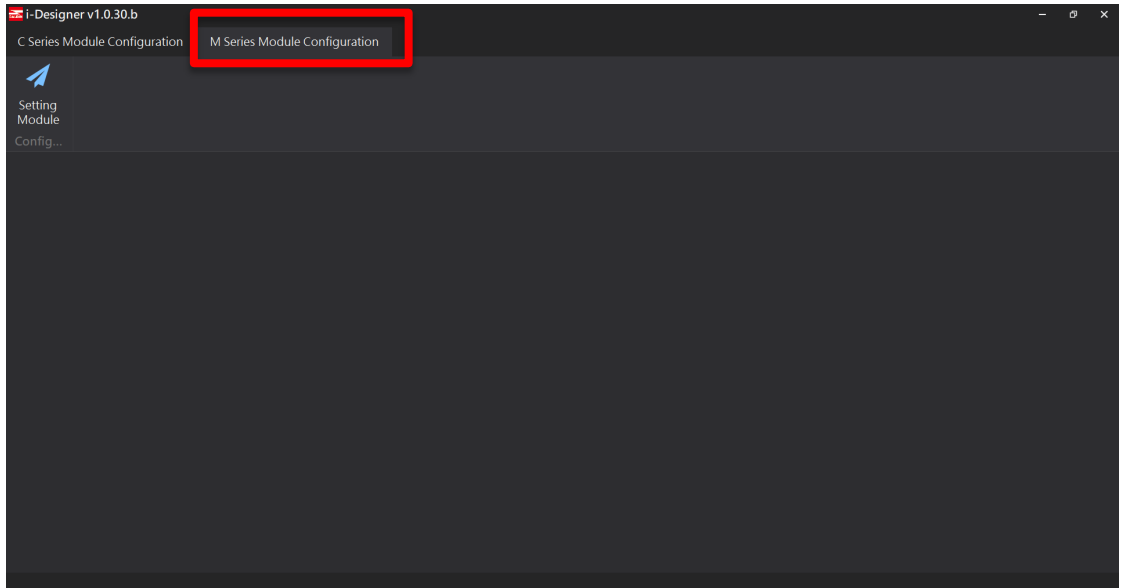 i-Designer v1.0.30.b
C Series Module Configuration M Series Module Configuration
Setting
Module
Config...